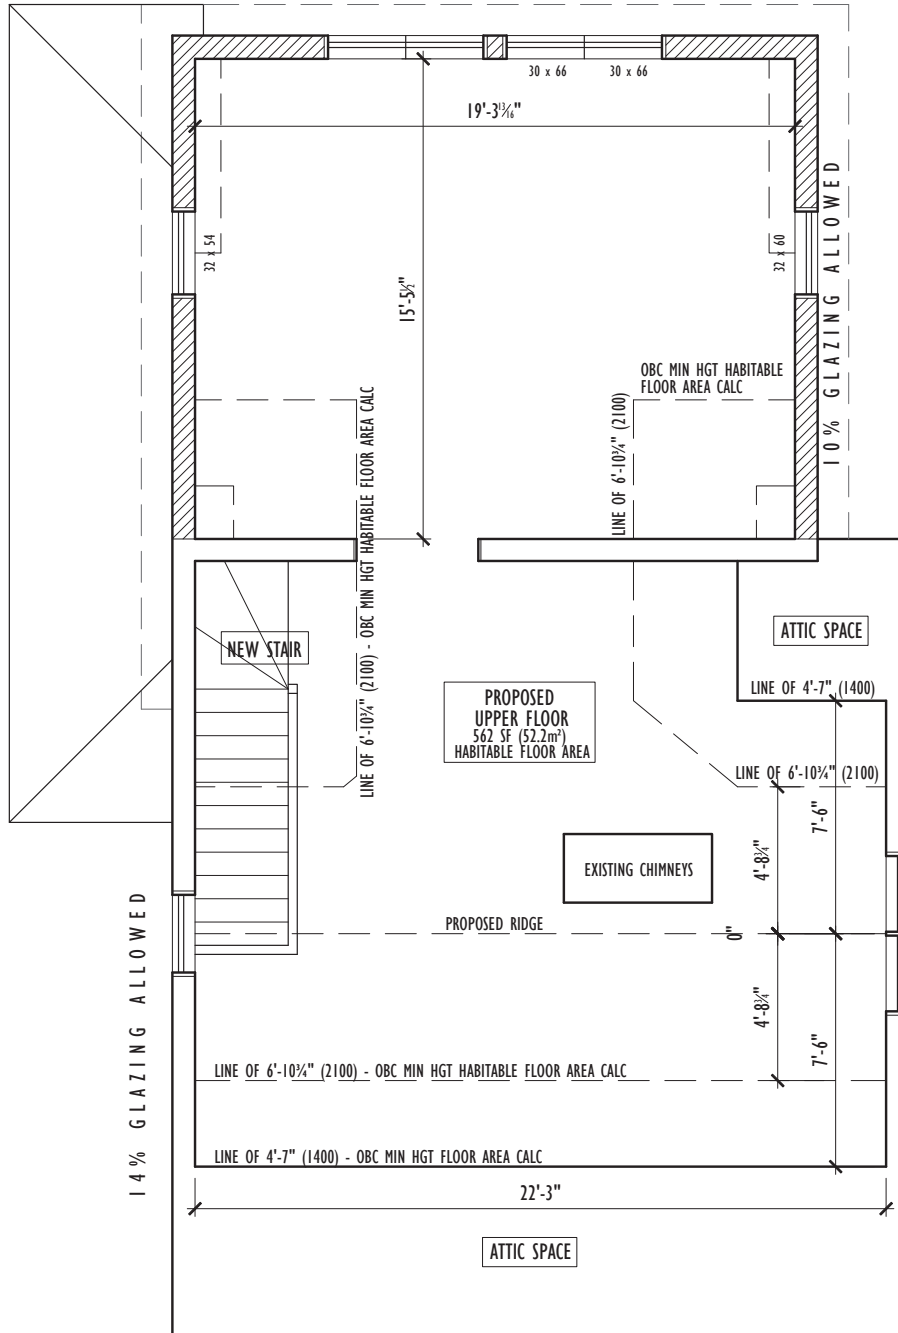 30 x 66
30 x 66
19'-3 13/16"
32 x 54
32 x 60
10% GLAZING ALLOWED
15'-5½"
OBC MIN HGT HABITABLE
FLOOR AREA CALC
LINE OF 6'-10¾" (2100)
LINE OF 6'-10¾" (2100) - OBC MIN HGT HABITABLE FLOOR AREA CALC
NEW STAIR
ATTIC SPACE
PROPOSED
UPPER FLOOR
562 SF (52.2m²)
HABITABLE FLOOR AREA
LINE OF 4'-7" (1400)
LINE OF 6'-10¾" (2100)
7'-6"
4'-8¾"
EXISTING CHIMNEYS
PROPOSED RIDGE
0"
14% GLAZING ALLOWED
4'-8¾"
7'-6"
LINE OF 6'-10¾" (2100) - OBC MIN HGT HABITABLE FLOOR AREA CALC
LINE OF 4'-7" (1400) - OBC MIN HGT FLOOR AREA CALC
22'-3"
ATTIC SPACE